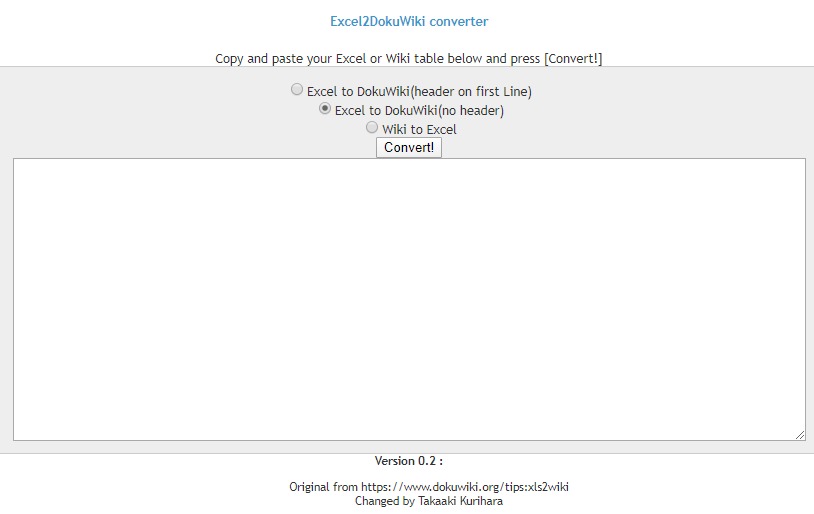 Excel2DokuWiki converter
Copy and paste your Excel or Wiki table below and press [Convert!]
Excel to DokuWiki(header on first Line)
Excel to DokuWiki(no header)
Wiki to Excel
Convert!
Version 0.2 :
Original from https://www.dokuwiki.org/tips:xls2wiki
Changed by Takaaki Kurihara